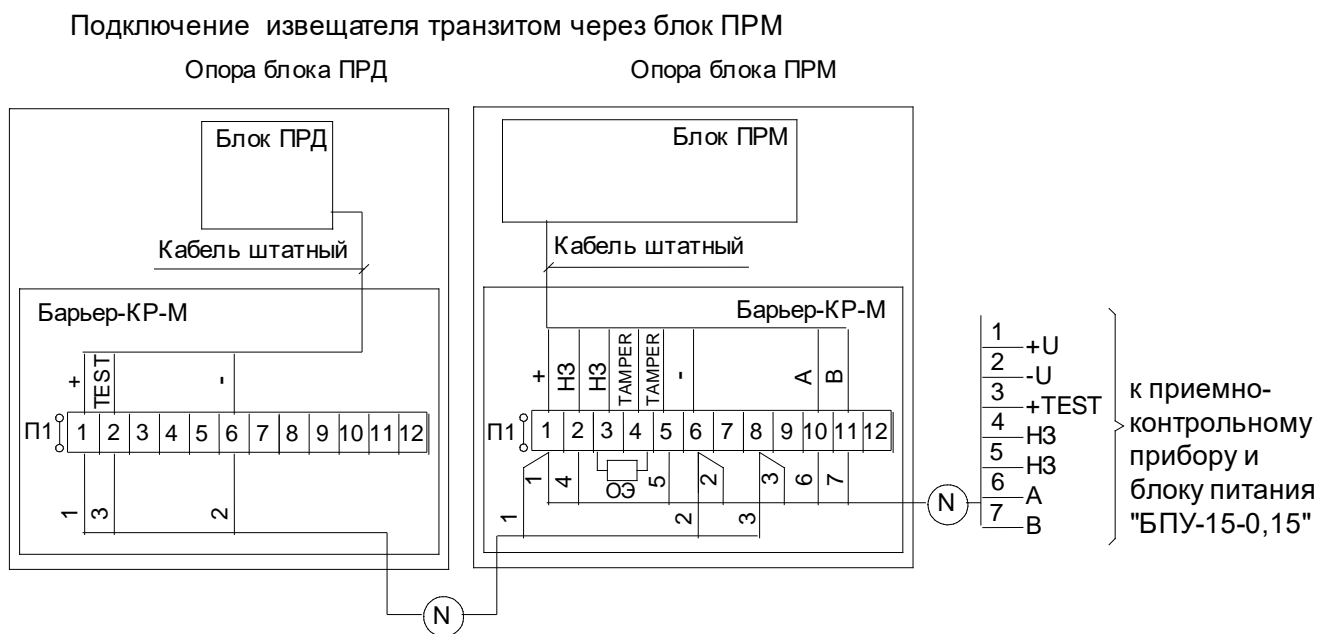 Подключение извещателя транзитом через блок ПРМ
Опора блока ПРД
Опора блока ПРМ
Блок ПРД
Кабель штатный
Барьер-КР-М
+
TEST
-
П1
1 2 3 4 5 6 7 8 9 10 11 12
1 3 2
Блок ПРМ
Кабель штатный
Барьер-КР-М
+
НЗ
НЗ
TAMPER
TAMPER
-
A
B
П1
1 2 3 4 5 6 7 8 9 10 11 12
1 4 ОЭ 5 2 3 6 7
1 2 3
N
N
1 +U
2 -U
3 +TEST
4 НЗ
5 НЗ
6 A
7 B
к приемно-
контрольному
прибору и
блоку питания
"БПУ-15-0,15"